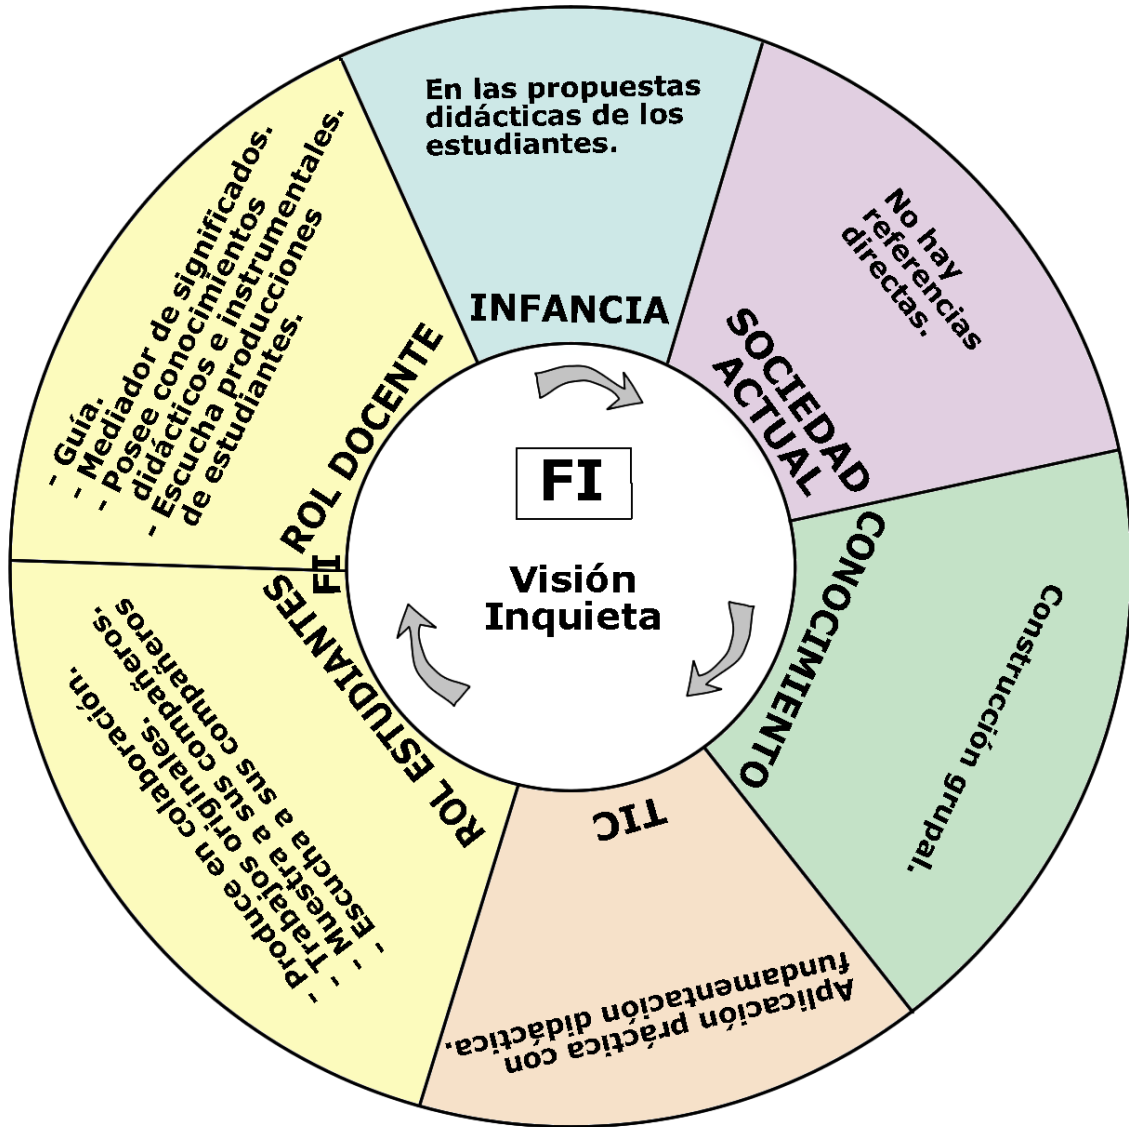 En las propuestas
didácticas de los
estudiantes.
INFANCIA
No hay
referencias
directas.
SOCIEDAD
ACTUAL
CONOCIMIENTO
Construcción grupal.
TIC
Aplicación práctica con
fundamentación didáctica.
ROL ESTUDIANTES
- Produce en colaboración.
- Trabajos originales.
- Muestra a sus compañeros.
- Escucha a sus compañeros
FI
ROL DOCENTE
- Guía.
- Mediador de significados.
- Posee conocimientos
didácticos e instrumentales.
- Escucha producciones
de estudiantes.
FI
Visión
Inquieta